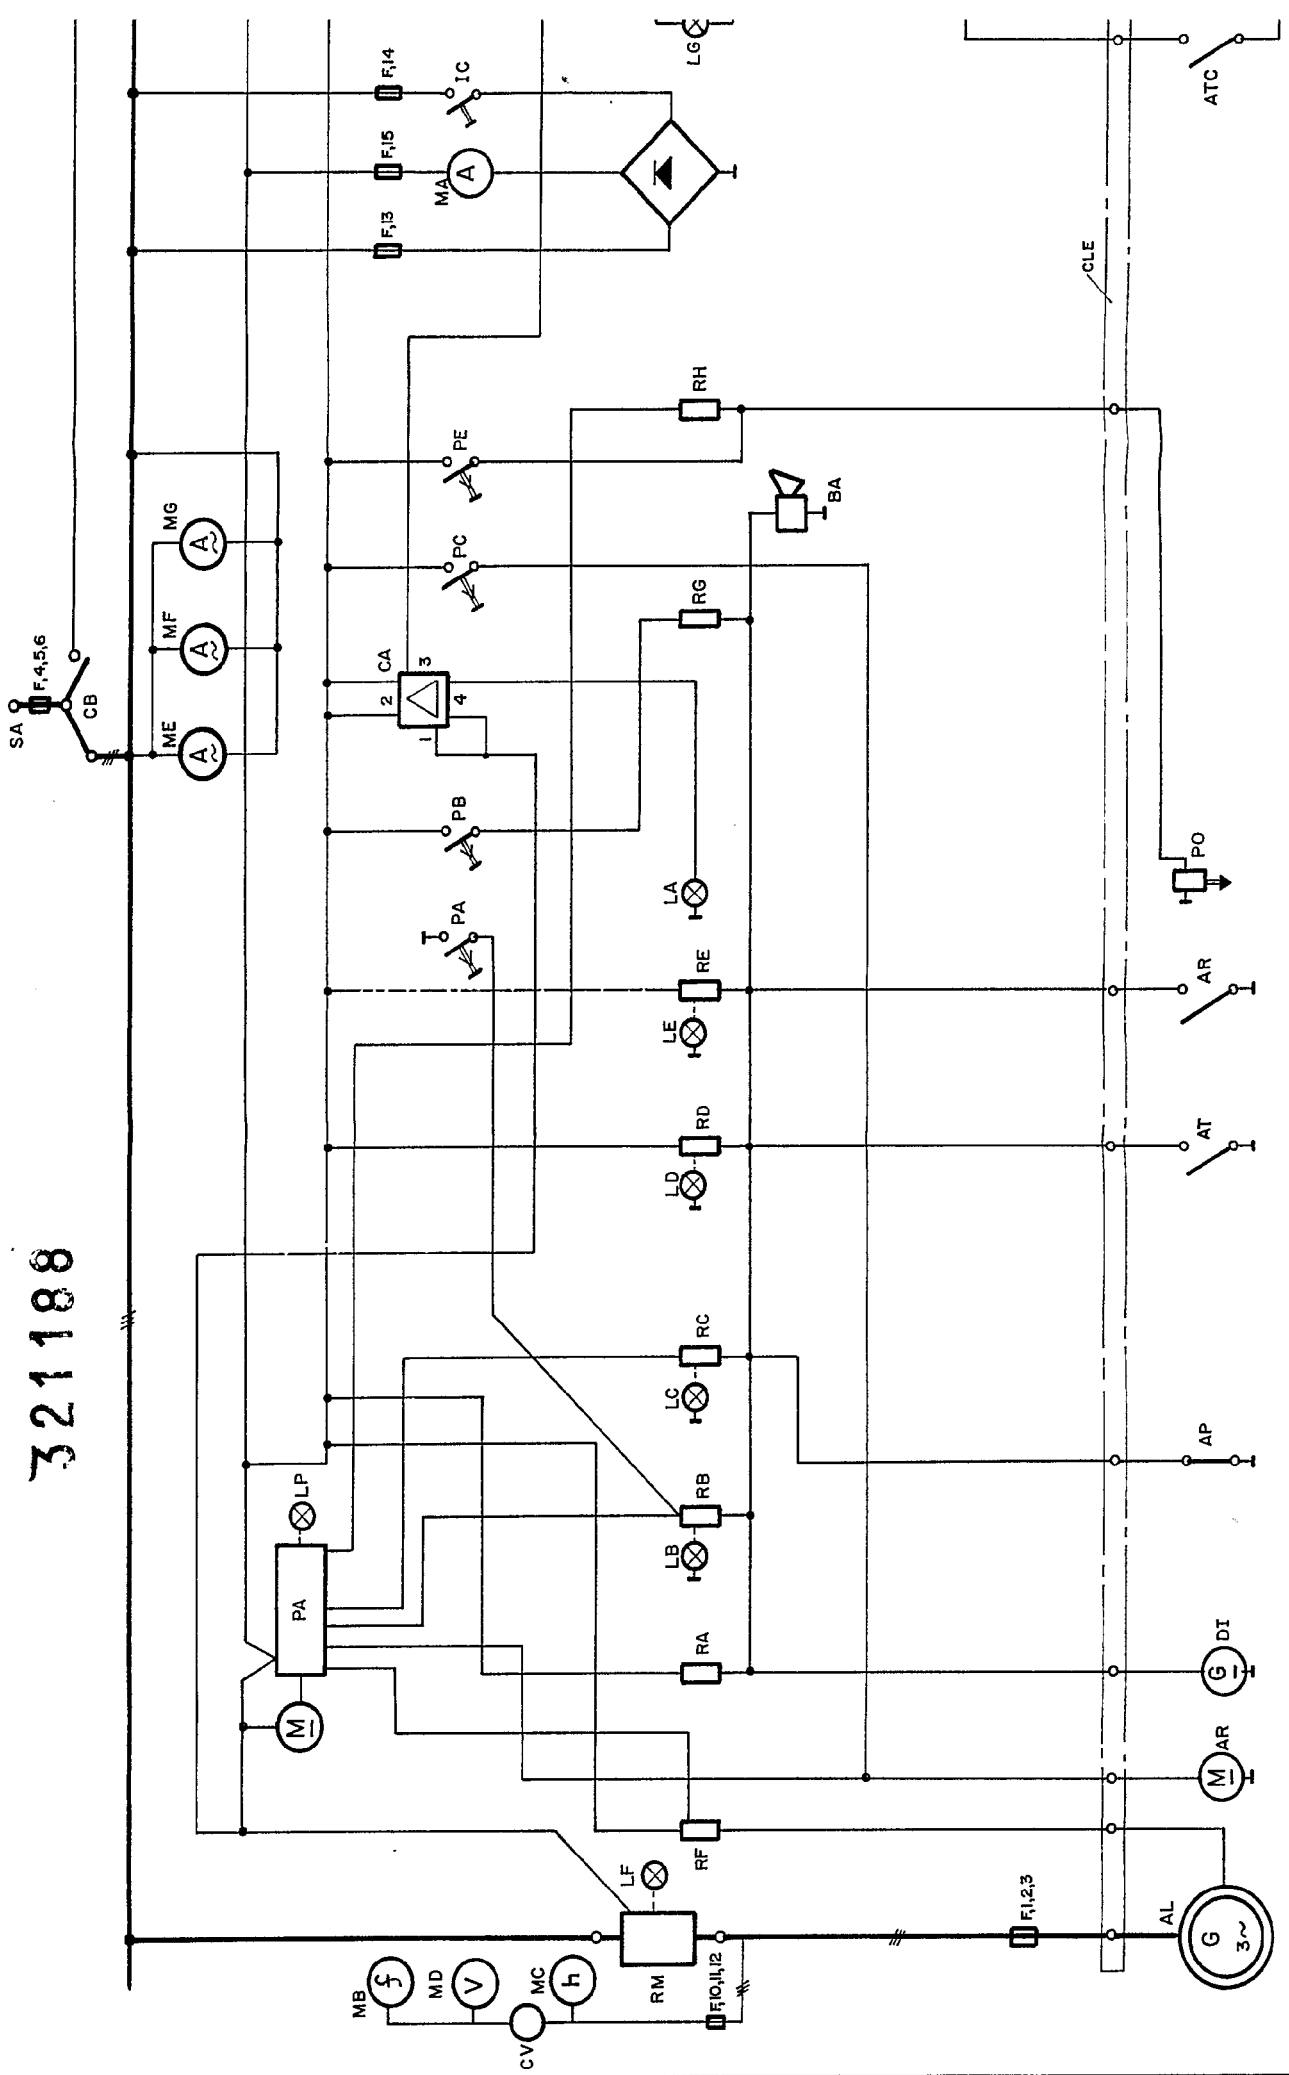 321188
SA
F,4,5,6
CB
ME
A~
MF
A~
MG
A~
F,14
F,15
F,13
IC
MA
A
LG
ATC
CLE
LP
PA
M
PA
PB
CA
1
2
3
4
PC
PE
RH
RG
BA
LA
RE
LE
RD
LD
RC
LC
RB
LB
RA
RF
LF
RM
MB
f
MD
V
MC
h
CV
F,10,11,12
F,1,2,3
AL
G
3~
AR
M
DI
G
AP
AT
AR
PO